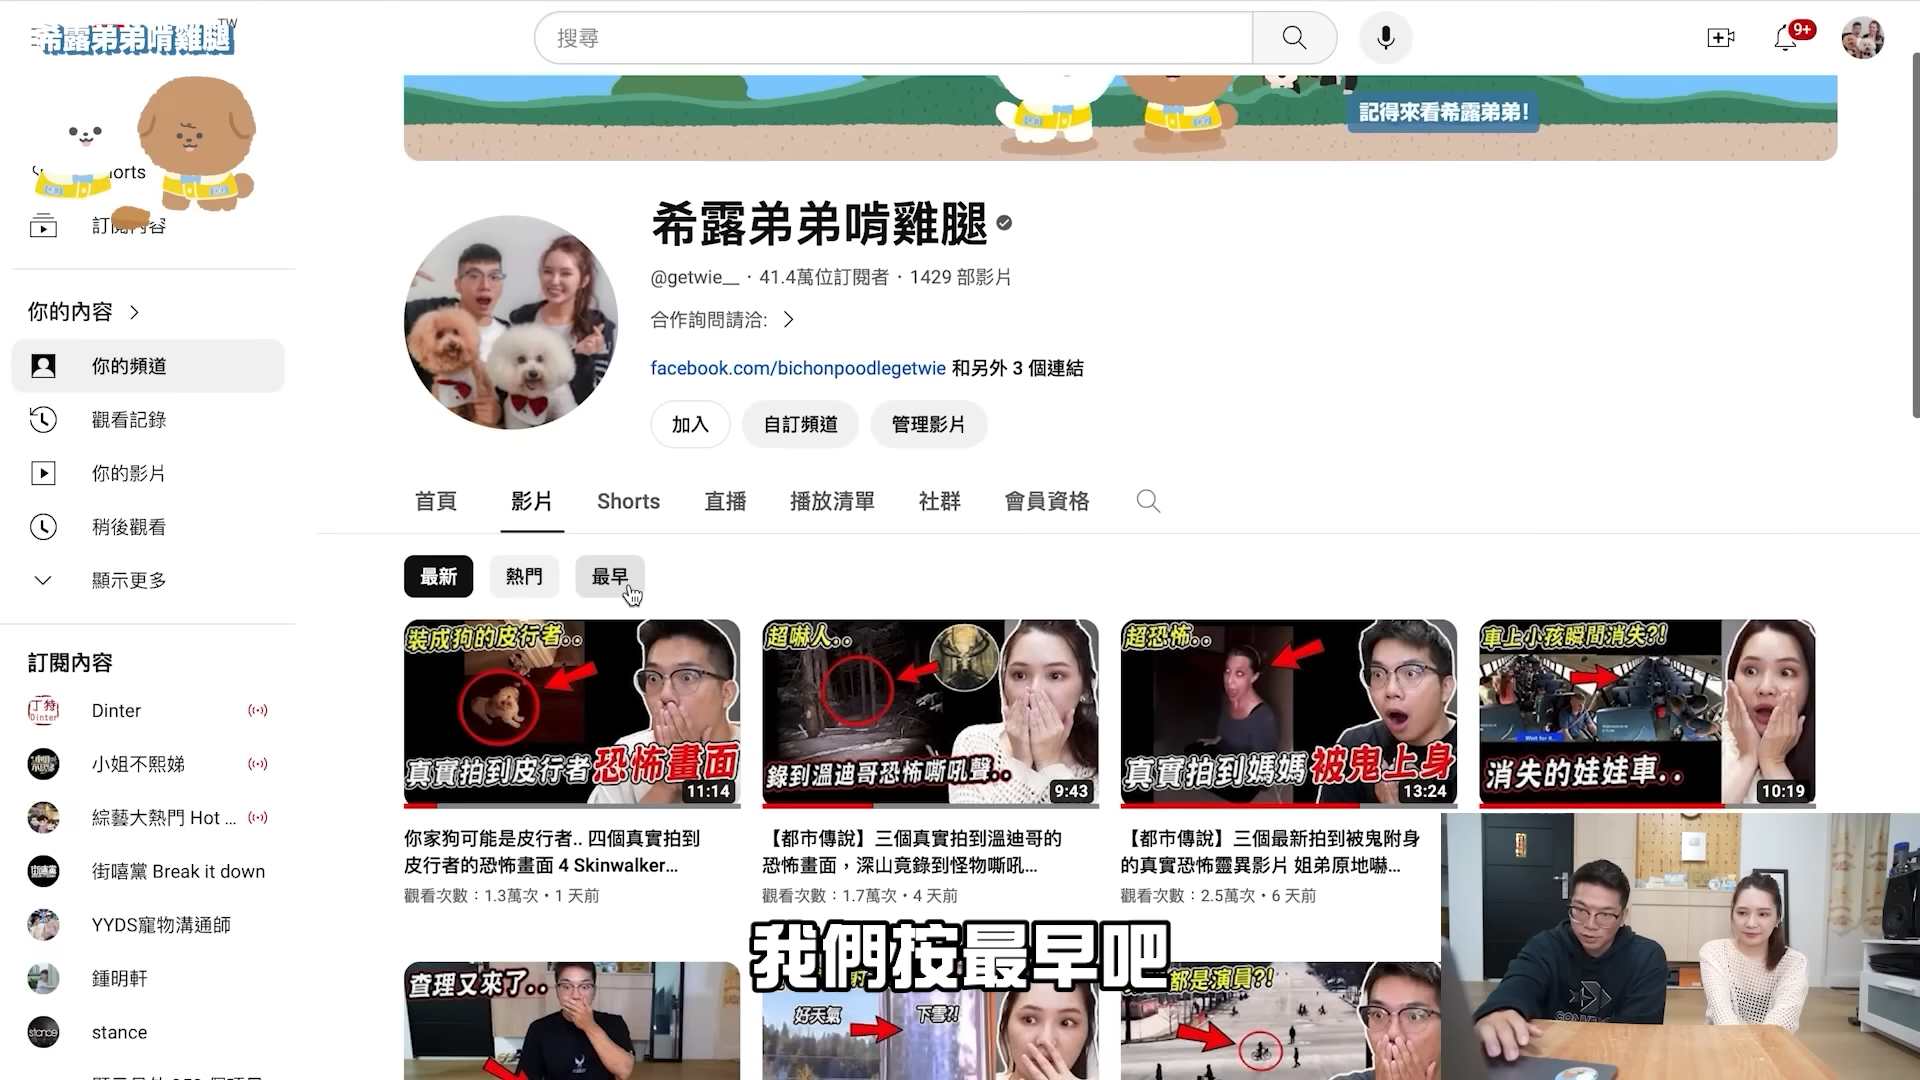 希露弟弟啃雞腿
TW
搜尋
9+
記得來看希露弟弟!
orts
訂閱內容
你的內容
你的頻道
觀看記錄
你的影片
稍後觀看
顯示更多
訂閱內容
Dinter
小姐不熙娣
綜藝大熱門 Hot ...
街嘻黨 Break it down
YYDS寵物溝通師
鍾明軒
stance
希露弟弟啃雞腿
@getwie__ · 41.4萬位訂閱者 · 1429 部影片
合作詢問請洽:
facebook.com/bichonpoodlegetwie 和另外 3 個連結
加入 自訂頻道 管理影片
首頁 影片 Shorts 直播 播放清單 社群 會員資格
最新 熱門 最早
裝成狗的皮行者..
真實拍到皮行者恐怖畫面
11:14
超嚇人..
錄到溫迪哥恐怖嘶吼聲..
9:43
超恐怖..
真實拍到媽媽被鬼上身
13:24
車上小孩瞬間消失?!
Wait for it..
消失的娃娃車..
10:19
你家狗可能是皮行者.. 四個真實拍到
皮行者的恐怖畫面 4 Skinwalker...
觀看次數：1.3萬次 · 1 天前
【都市傳說】三個真實拍到溫迪哥的
恐怖畫面，深山竟錄到怪物嘶吼...
觀看次數：1.7萬次 · 4 天前
【都市傳說】三個最新拍到被鬼附身
的真實恐怖靈異影片 姐弟原地嚇...
觀看次數：2.5萬次 · 6 天前
我們按最早吧
查理又來了..
好天氣
下雪?!
都是演員?!